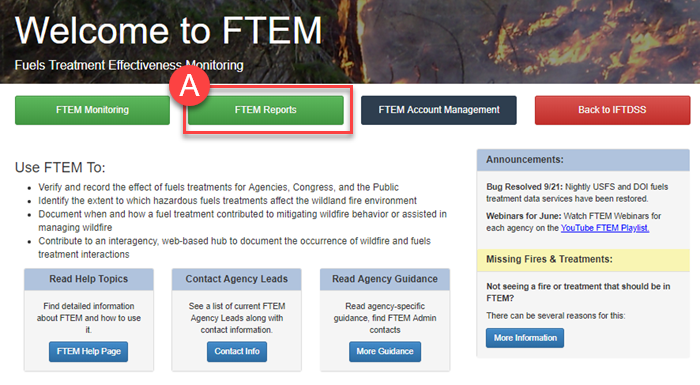 Welcome to FTEM
Fuels Treatment Effectiveness Monitoring
A
FTEM Monitoring
FTEM Reports
FTEM Account Management
Back to IFTDSS
Use FTEM To:
• Verify and record the effect of fuels treatments for Agencies, Congress, and the Public
• Identify the extent to which hazardous fuels treatments affect the wildland fire environment
• Document when and how a fuel treatment contributed to mitigating wildfire behavior or assisted in
managing wildfire
• Contribute to an interagency, web-based hub to document the occurrence of wildfire and fuels
treatment interactions
Read Help Topics
Find detailed
information about
FTEM and how to use
it.
FTEM Help Page
Contact Agency Leads
See a list of current FTEM
Agency Leads along with
contact information.
Contact Info
Read Agency Guidance
Read agency-specific
guidance, find FTEM Admin
contacts
More Guidance
Announcements:
Bug Resolved 9/21: Nightly USFS and DOI fuels
treatment data services have been restored.
Webinars for June: Watch FTEM Webinars for
each agency on the YouTube FTEM Playlist.
Missing Fires & Treatments:
Not seeing a fire or treatment that should be in
FTEM?
There can be several reasons for this:
More Information